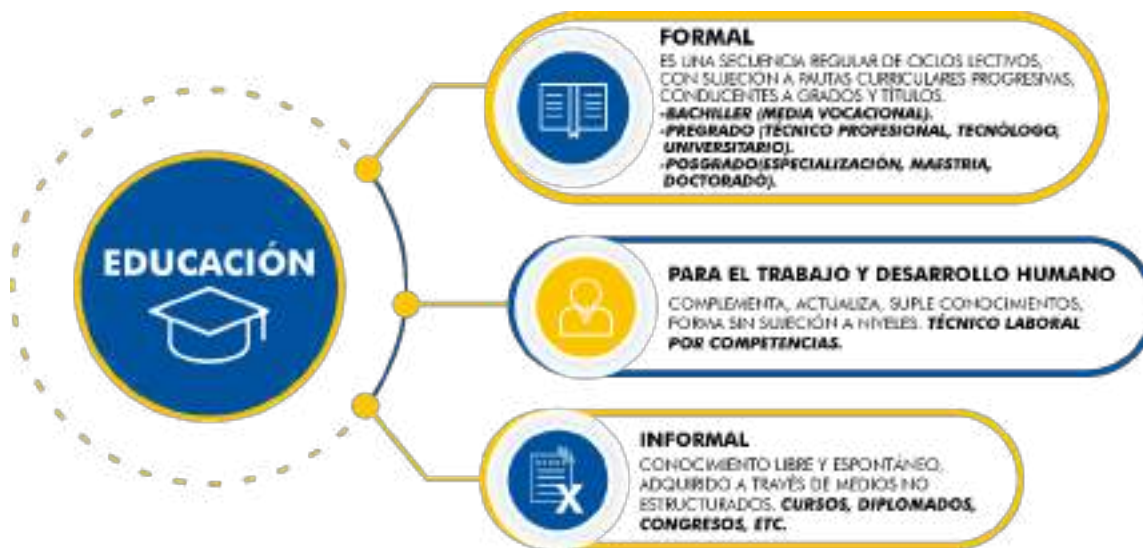 EDUCACIÓN
FORMAL
ES UNA SECUENCIA REGULAR DE CICLOS LECTIVOS,
CON SUJECIÓN A PAUTAS CURRICULARES PROGRESIVAS,
CONDUCENTES A GRADOS Y TÍTULOS.
-BACHILLER (MEDIA VOCACIONAL).
-PREGRADO (TÉCNICO PROFESIONAL, TECNÓLOGO,
UNIVERSITARIO).
-POSGRADO(ESPECIALIZACIÓN, MAESTRIA,
DOCTORADO).
PARA EL TRABAJO Y DESARROLLO HUMANO
COMPLEMENTA, ACTUALIZA, SUPLE CONOCIMIENTOS,
FORMA SIN SUJECIÓN A NIVELES. TÉCNICO LABORAL
POR COMPETENCIAS.
INFORMAL
CONOCIMIENTO LIBRE Y ESPONTÁNEO,
ADQUIRIDO A TRAVÉS DE MEDIOS NO
ESTRUCTURADOS. CURSOS, DIPLOMADOS,
CONGRESOS, ETC.